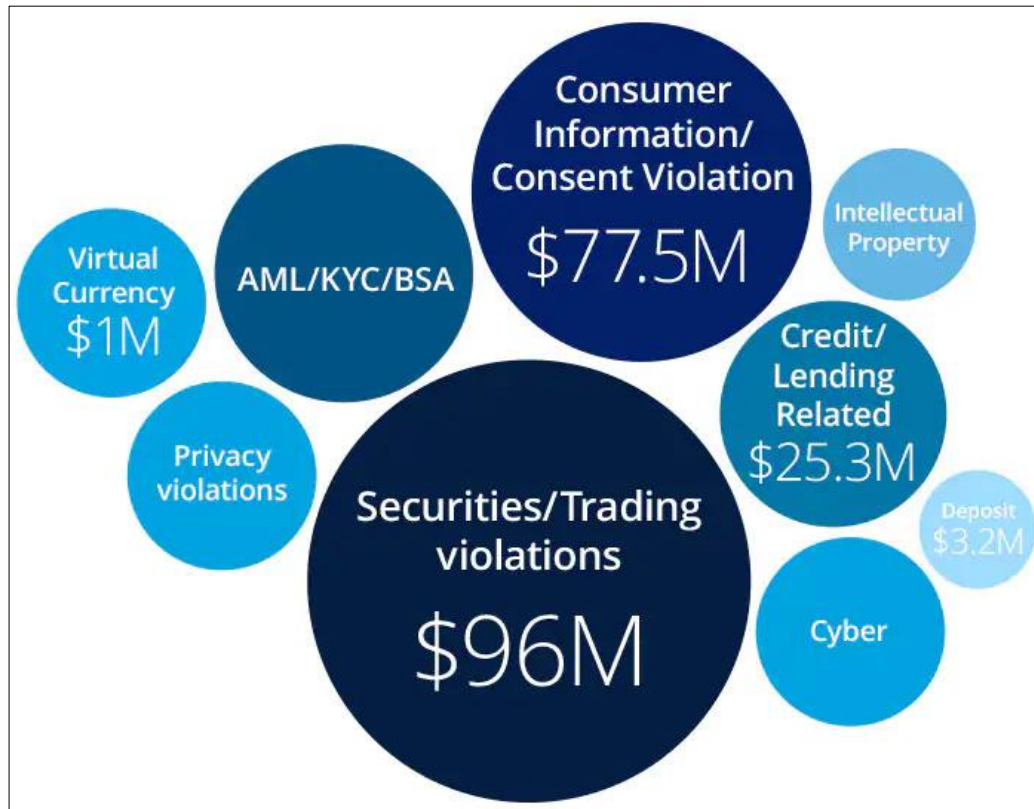 Consumer
Information/
Consent Violation
$77.5M
Intellectual
Property
Virtual
Currency
$1M
AML/KYC/BSA
Credit/
Lending
Related
$25.3M
Privacy
violations
Securities/Trading
violations
$96M
Deposit
$3.2M
Cyber